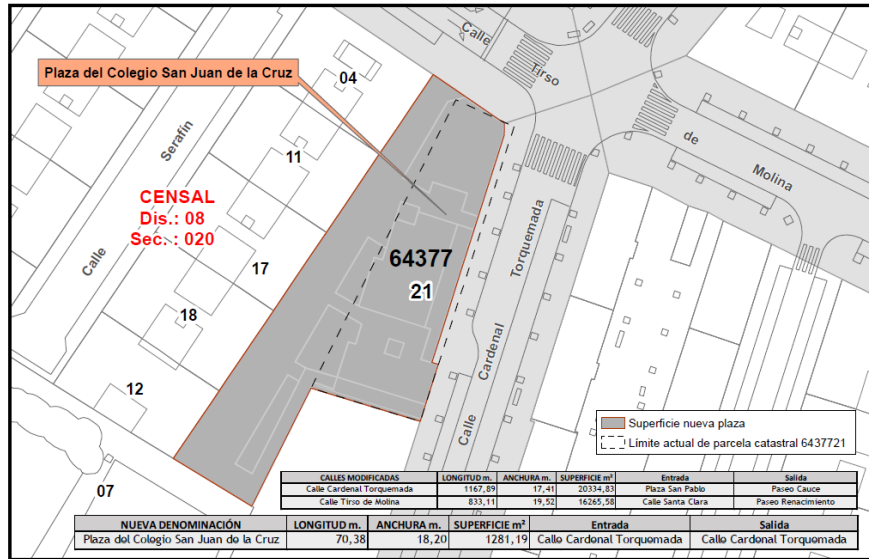 Calle
Tirso
de
Molina
Plaza del Colegio San Juan de la Cruz
04
Serafín
11
CENSAL
Dis.: 08
Sec. : 020
Calle
17
64377
21
Torquemada
18
Cardenal
12
Calle
07
Superficie nueva plaza
Límite actual de parcela catastral 6437721
CALLES MODIFICADAS LONGITUD m. ANCHURA m. SUPERFICIE m² Entrada Salida
Calle Cardenal Torquemada 1167,89 17,41 20334,83 Plaza San Pablo Paseo Cauce
Calle Tirso de Molina 833,11 19,52 16265,58 Calle Santa Clara Paseo Renacimiento
NUEVA DENOMINACIÓN LONGITUD m. ANCHURA m. SUPERFICIE m² Entrada Salida
Plaza del Colegio San Juan de la Cruz 70,38 18,20 1281,19 Calle Cardenal Torquemada Calle Cardenal Torquemada